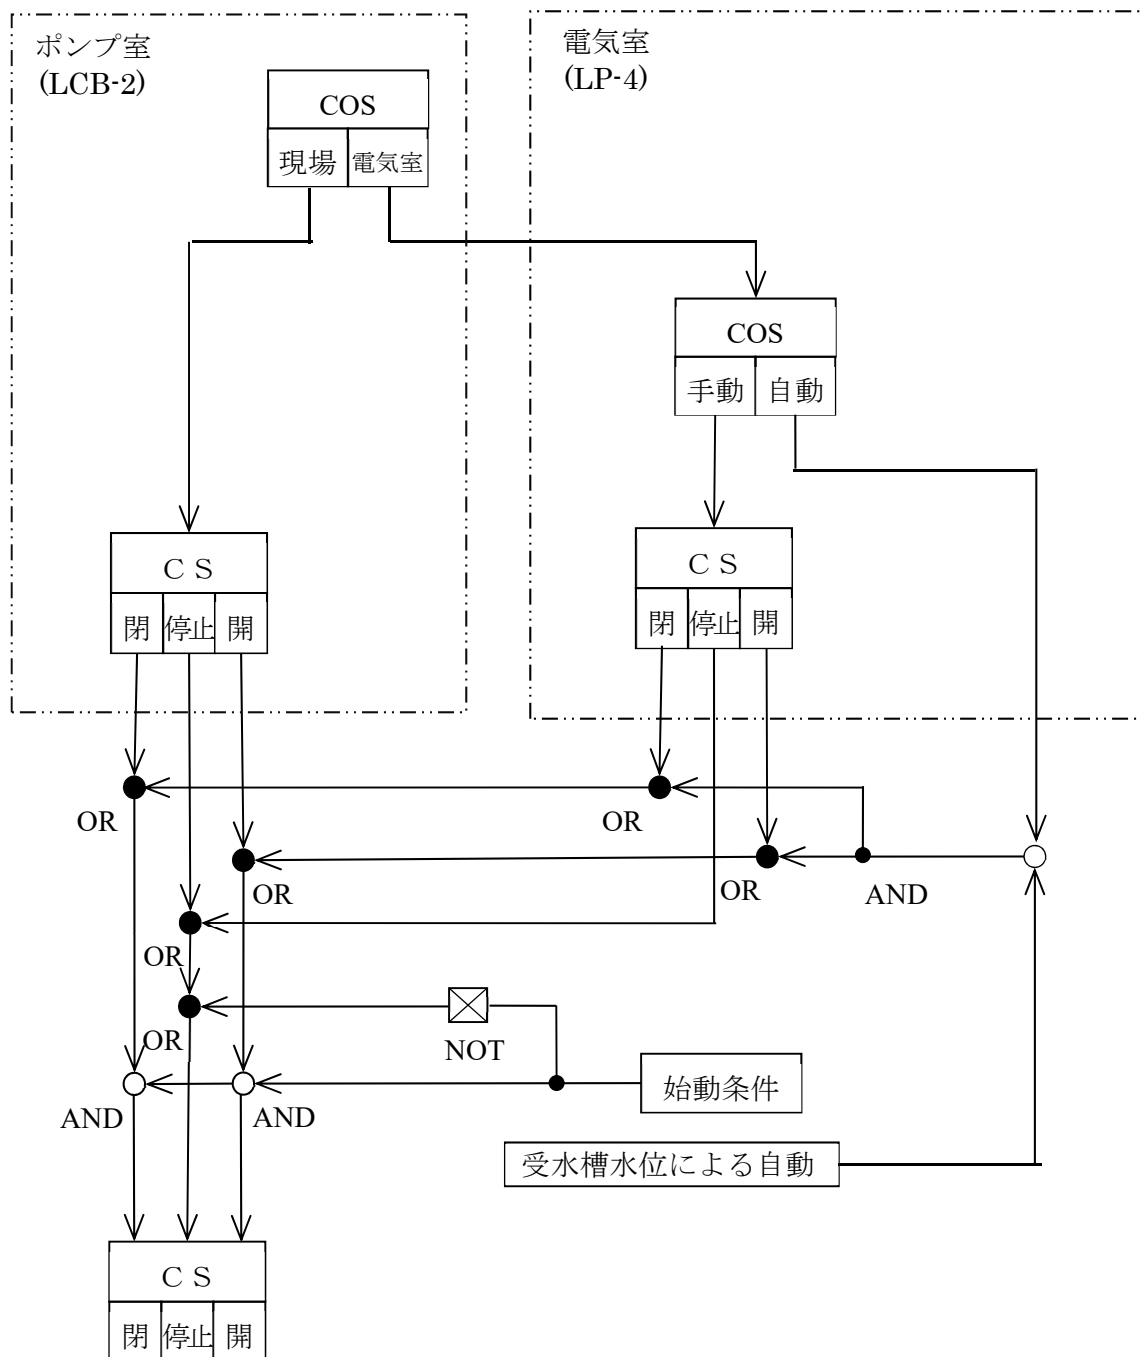 ポンプ室
(LCB-2)
電気室
(LP-4)
COS
現場 電気室
COS
手動 自動
ＣＳ
閉 停止 開
ＣＳ
閉 停止 開
OR
OR
OR
OR
AND
OR
OR
NOT
始動条件
AND
AND
受水槽水位による自動
ＣＳ
閉 停止 開